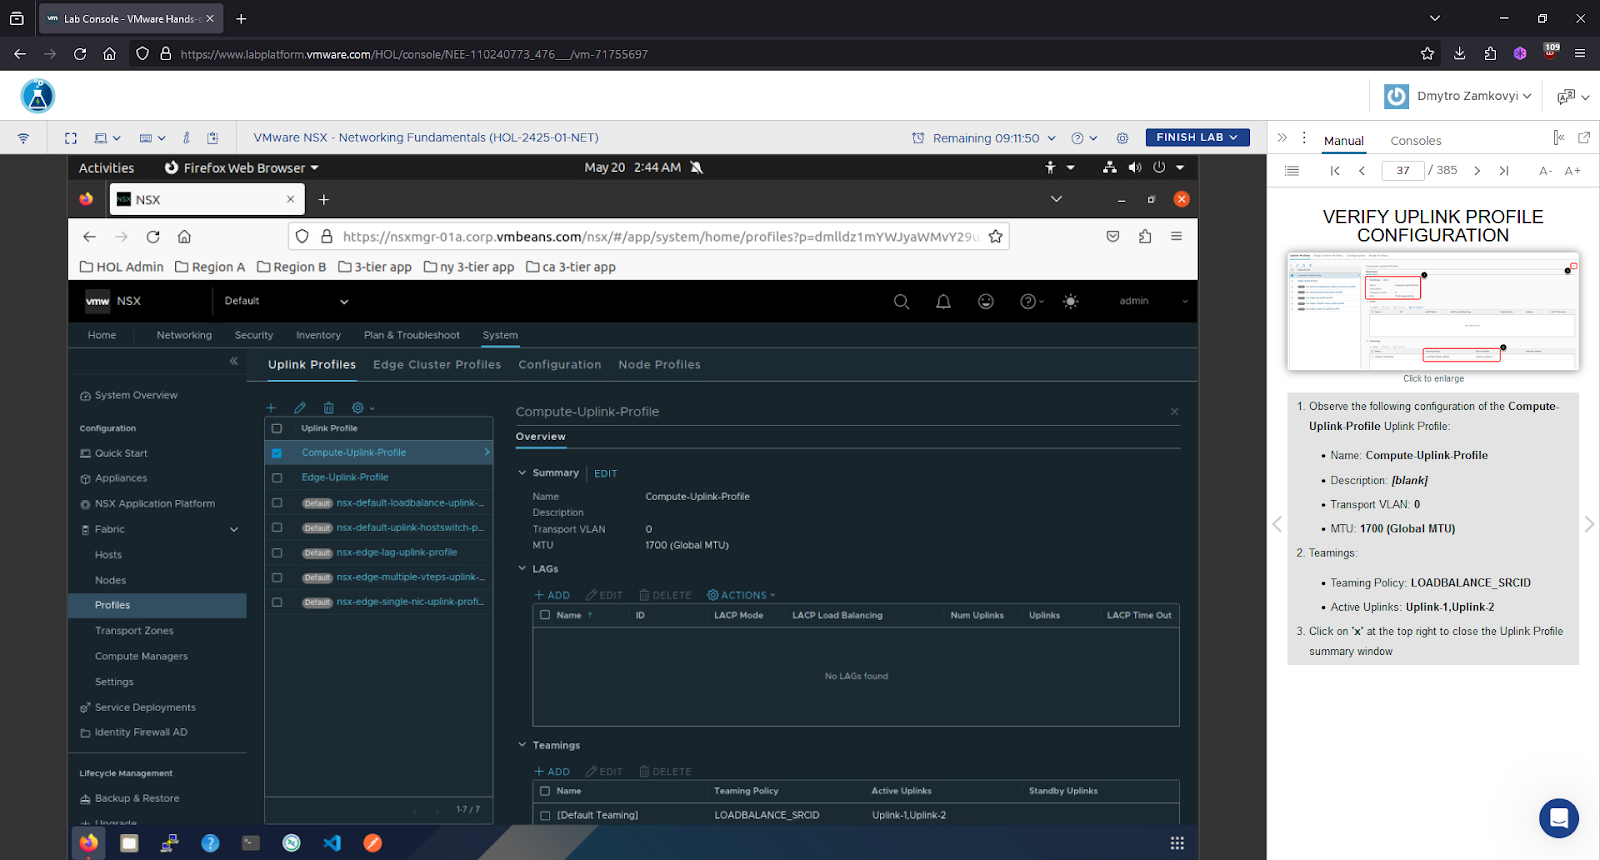 Lab Console - VMware Hands-o
https://www.labplatform.vmware.com/HOL/console/NEE-110240773_476___/vm-71755697
109
Dmytro Zamkovyi
VMware NSX - Networking Fundamentals (HOL-2425-01-NET)
Remaining 09:11:50
FINISH LAB
Manual
Consoles
37 / 385
A-
A+
Activities
Firefox Web Browser
May 20 2:44 AM
NSX
https://nsxmgr-01a.corp.vmbeans.com/nsx/#/app/system/home/profiles?p=dmlldz1mYWJyaWMvY29u
HOL Admin
Region A
Region B
3-tier app
ny 3-tier app
ca 3-tier app
vmw NSX
Default
admin
Home
Networking
Security
Inventory
Plan & Troubleshoot
System
System Overview
Configuration
Quick Start
Appliances
NSX Application Platform
Fabric
Hosts
Nodes
Profiles
Transport Zones
Compute Managers
Settings
Service Deployments
Identity Firewall AD
Lifecycle Management
Backup & Restore
Upgrade
Uplink Profiles
Edge Cluster Profiles
Configuration
Node Profiles
Uplink Profile
Compute-Uplink-Profile
Edge-Uplink-Profile
Default nsx-default-loadbalance-uplink-...
Default nsx-default-uplink-hostswitch-p...
Default nsx-edge-lag-uplink-profile
Default nsx-edge-multiple-vteps-uplink-...
Default nsx-edge-single-nic-uplink-profi...
1-7 / 7
Compute-Uplink-Profile
Overview
Summary EDIT
Name Compute-Uplink-Profile
Description
Transport VLAN 0
MTU 1700 (Global MTU)
LAGs
ADD EDIT DELETE ACTIONS
Name ID LACP Mode LACP Load Balancing Num Uplinks Uplinks LACP Time Out
No LAGs found
Teamings
ADD EDIT DELETE
Name Teaming Policy Active Uplinks Standby Uplinks
[Default Teaming] LOADBALANCE_SRCID Uplink-1,Uplink-2
VERIFY UPLINK PROFILE
CONFIGURATION
Click to enlarge
1. Observe the following configuration of the Compute-
Uplink-Profile Uplink Profile:
• Name: Compute-Uplink-Profile
• Description: [blank]
• Transport VLAN: 0
• MTU: 1700 (Global MTU)
2. Teamings:
• Teaming Policy: LOADBALANCE_SRCID
• Active Uplinks: Uplink-1,Uplink-2
3. Click on "x" at the top right to close the Uplink Profile
summary window